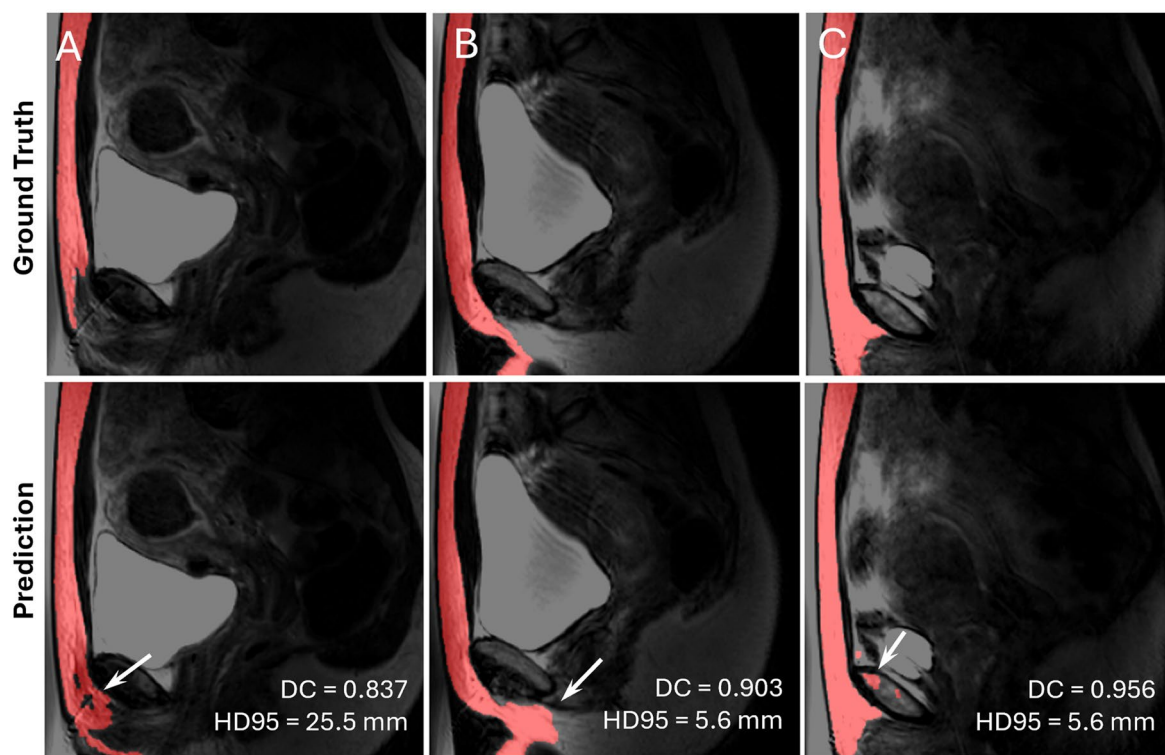 A
B
C
Ground Truth
Prediction
DC = 0.837
HD95 = 25.5 mm
DC = 0.903
HD95 = 5.6 mm
DC = 0.956
HD95 = 5.6 mm